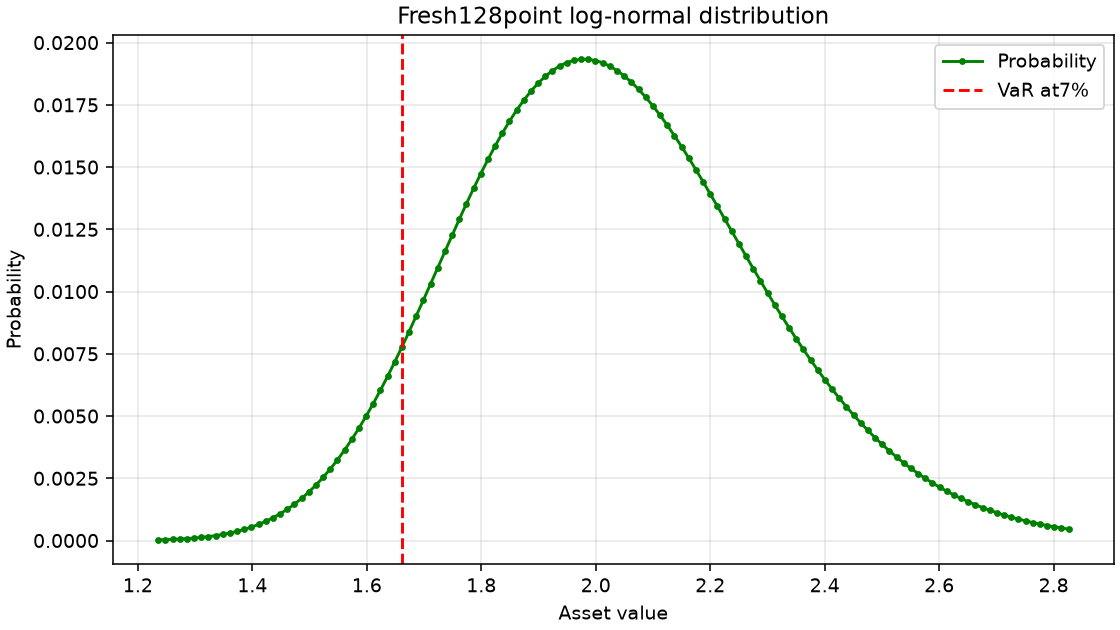 Fresh128point log-normal distribution
Probability
VaR at7%
0.0200
0.0175
0.0150
0.0125
0.0100
0.0075
0.0050
0.0025
0.0000
Probability
1.2 1.4 1.6 1.8 2.0 2.2 2.4 2.6 2.8
Asset value